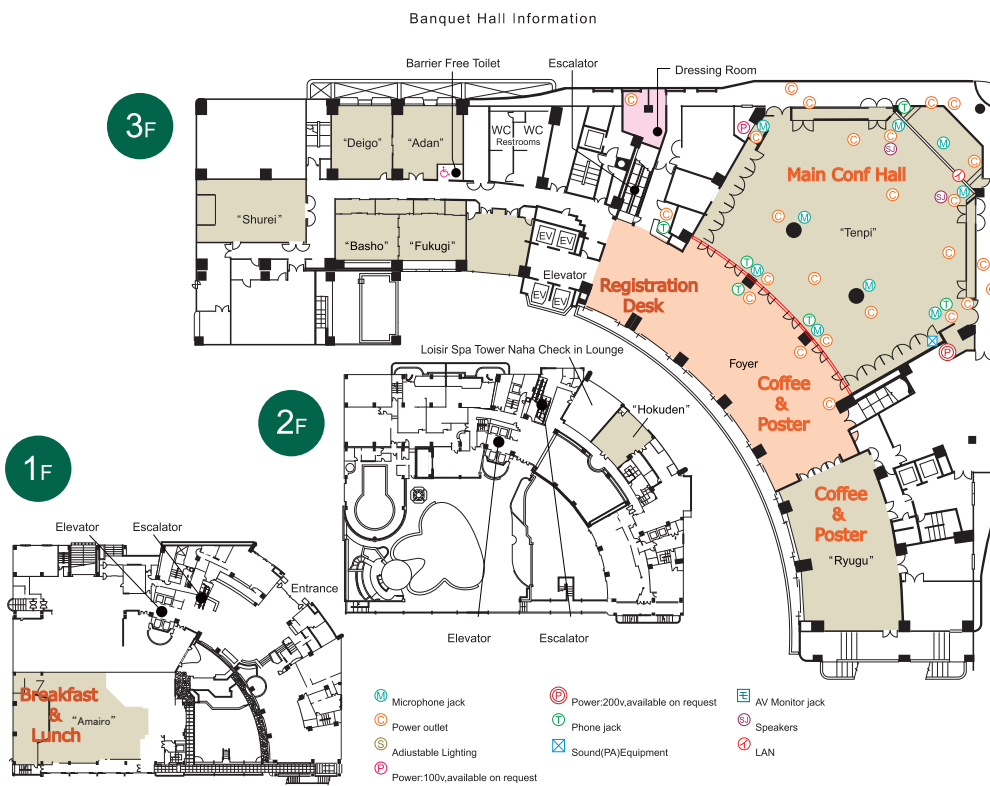 Banquet Hall Information
Barrier Free Toilet
Escalator
Dressing Room
3F
"Deigo"
"Adan"
WC WC
Restrooms
Main Conf Hall
"Shurei"
"Tenpi"
"Basho"
"Fukugi"
EV EV
Elevator
EV EV
Registration
Desk
Foyer
Coffee
&
Poster
Coffee
&
Poster
"Ryugu"
2F
Loisir Spa Tower Naha Check in Lounge
"Hokuden"
Elevator
Escalator
1F
Elevator
Escalator
Entrance
Breakfast
&
Lunch
"Amairo"
M Microphone jack
C Power outlet
S Adiustable Lighting
P Power:100v,available on request
P Power:200v,available on request
T Phone jack
Sound(PA)Equipment
モ AV Monitor jack
SJ Speakers
イ LAN